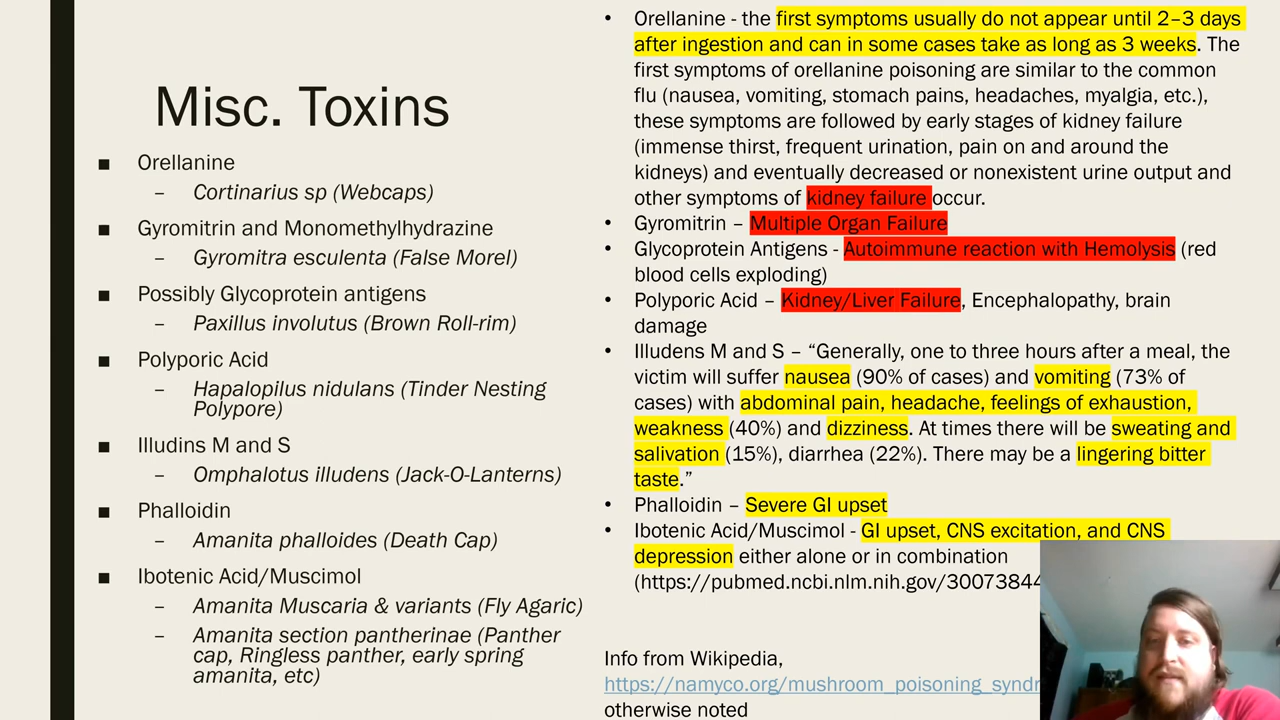 Misc. Toxins
■ Orellanine
– Cortinarius sp (Webcaps)
■ Gyromitrin and Monomethylhydrazine
– Gyromitra esculenta (False Morel)
■ Possibly Glycoprotein antigens
– Paxillus involutus (Brown Roll-rim)
■ Polyporic Acid
– Hapalopilus nidulans (Tinder Nesting
Polypore)
■ Illudins M and S
– Omphalotus illudens (Jack-O-Lanterns)
■ Phalloidin
– Amanita phalloides (Death Cap)
■ Ibotenic Acid/Muscimol
– Amanita Muscaria & variants (Fly Agaric)
– Amanita section pantherinae (Panther
cap, Ringless panther, early spring
amanita, etc)
• Orellanine - the first symptoms usually do not appear until 2–3 days
after ingestion and can in some cases take as long as 3 weeks. The
first symptoms of orellanine poisoning are similar to the common
flu (nausea, vomiting, stomach pains, headaches, myalgia, etc.),
these symptoms are followed by early stages of kidney failure
(immense thirst, frequent urination, pain on and around the
kidneys) and eventually decreased or nonexistent urine output and
other symptoms of kidney failure occur.
• Gyromitrin – Multiple Organ Failure
• Glycoprotein Antigens - Autoimmune reaction with Hemolysis (red
blood cells exploding)
• Polyporic Acid – Kidney/Liver Failure, Encephalopathy, brain
damage
• Illudens M and S – “Generally, one to three hours after a meal, the
victim will suffer nausea (90% of cases) and vomiting (73% of
cases) with abdominal pain, headache, feelings of exhaustion,
weakness (40%) and dizziness. At times there will be sweating and
salivation (15%), diarrhea (22%). There may be a lingering bitter
taste.”
• Phalloidin – Severe GI upset
• Ibotenic Acid/Muscimol - GI upset, CNS excitation, and CNS
depression either alone or in combination
(https://pubmed.ncbi.nlm.nih.gov/30073844
Info from Wikipedia,
https://namyco.org/mushroom_poisoning_syndr
otherwise noted